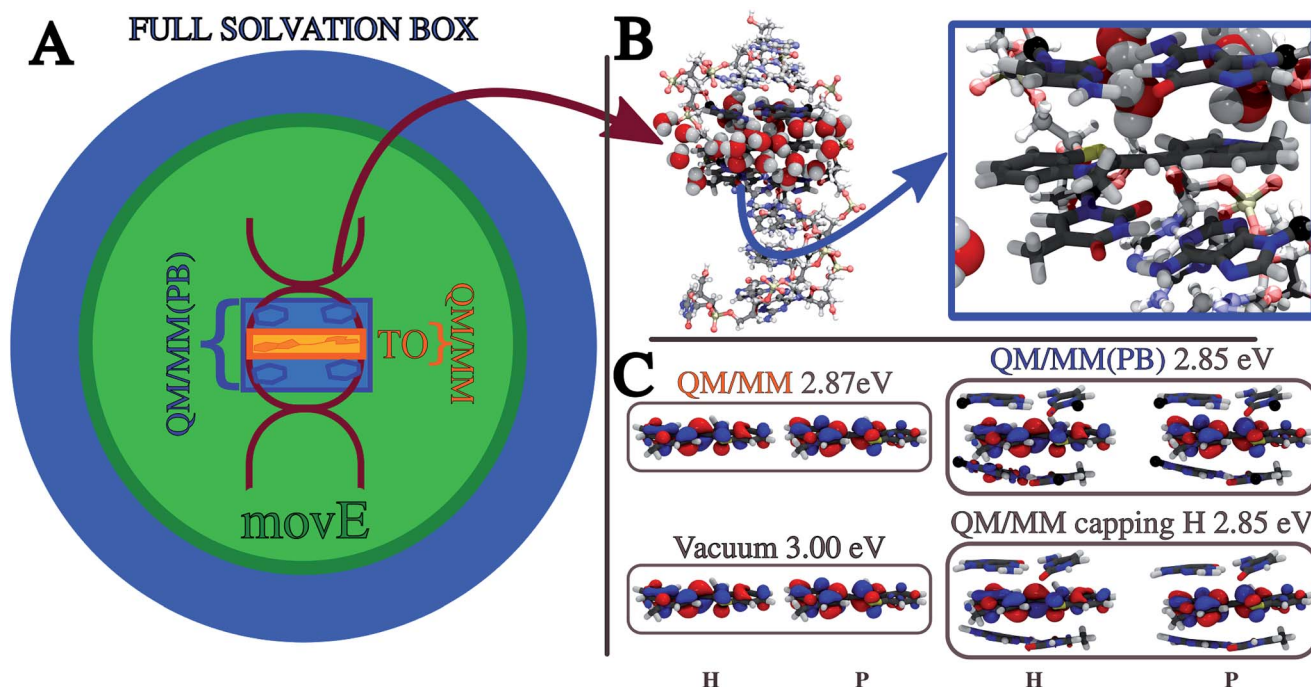 A
FULL SOLVATION BOX
QM/MM(PB)
TO
QM/MM
movE
B
C
QM/MM 2.87eV
QM/MM(PB) 2.85 eV
Vacuum 3.00 eV
QM/MM capping H 2.85 eV
H
P
H
P